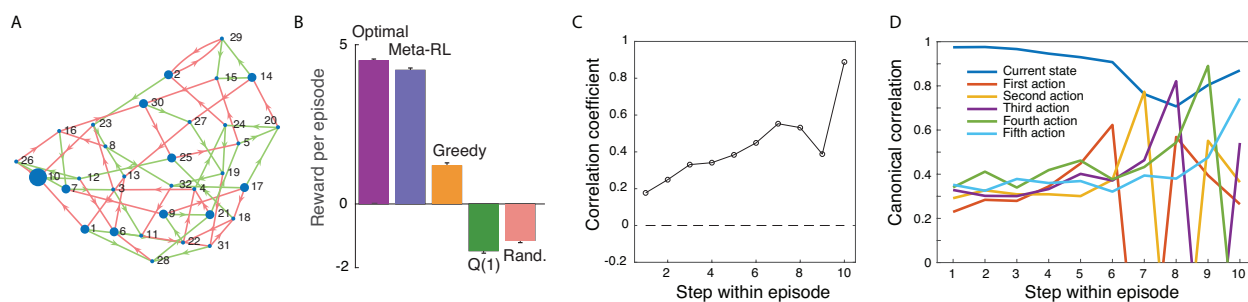 A
29
2
15
14
30
27
24
20
23
16
5
8
25
26
10
12
13
19
7
3
32
4
17
9
21
1
6
11
22
18
31
28
B
Optimal
5
Meta-RL
Greedy
0
Q(1)
Rand.
-2
Reward per episode
C
1
0.8
0.6
0.4
0.2
0
-0.2
2 4 6 8 10
Correlation coefficient
Step within episode
D
1
0.8
0.6
0.4
0.2
0
Current state
First action
Second action
Third action
Fourth action
Fifth action
1 2 3 4 5 6 7 8 9 10
Canonical correlation
Step within episode